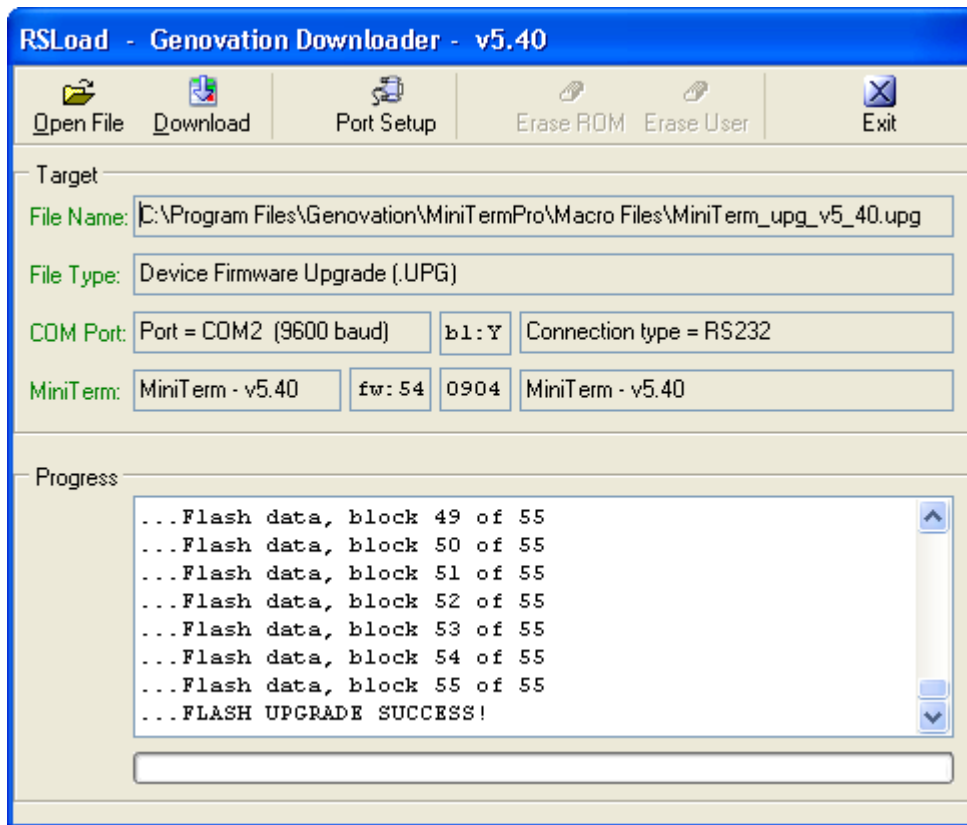 RSLoad - Genovation Downloader - v5.40
Open File Download Port Setup Erase ROM Erase User Exit
Target
File Name: C:\Program Files\Genovation\MiniTermPro\Macro Files\MiniTerm_upg_v5_40.upg
File Type: Device Firmware Upgrade (.UPG)
COM Port: Port = COM2 (9600 baud) bl:Y Connection type = RS232
MiniTerm: MiniTerm - v5.40 fw:54 0904 MiniTerm - v5.40
Progress
...Flash data, block 49 of 55
...Flash data, block 50 of 55
...Flash data, block 51 of 55
...Flash data, block 52 of 55
...Flash data, block 53 of 55
...Flash data, block 54 of 55
...Flash data, block 55 of 55
...FLASH UPGRADE SUCCESS!